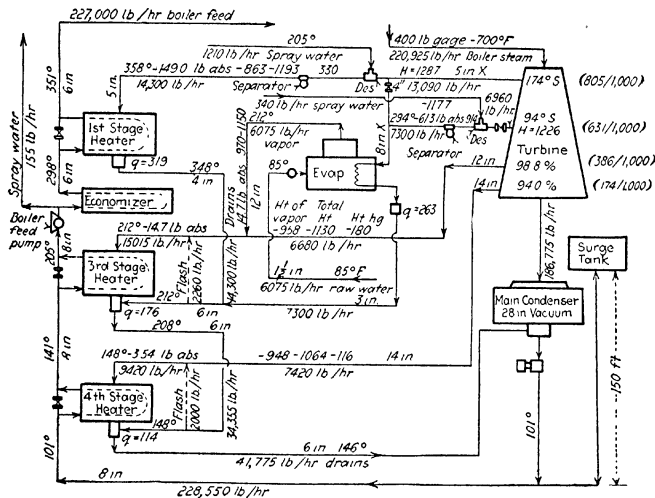 227,000 lb/hr boiler feed
400 lb gage -700°F
220,925 lb/hr Boiler steam
205°
1210 lb/hr Spray water
358°-149.0 lb abs -863-1193
330
14,300 lb/hr
Separator
Des
H=1287 5 in X
4" 13,090 lb/hr
174° S
(805/1,000)
351°
6 in
5 in.
340 lb/hr spray water
-1177
6960 lb/hr
94° S
H=1226
(631/1,000)
212°
6075 lb/hr
vapor
294°-61.3 lb abs
7300 lb/hr
Des
Separator
Turbine
98.8 %
(386/1,000)
94.0 %
(174/1,000)
1st Stage
Heater
q=319
348°
4 in
298°
6 in
Spray water
155 lb/hr
970-1150
14.7 lb abs
12 in
8 in X
85°
Evap
12 in
14 in
q=263
Economizer
Boiler
feed
pump
205°
8 in
Drains
14,300 lb/hr
Ht of Total
vapor Ht Ht hg
-958 -1130 -180
6680 lb/hr
212°-14.7 lb abs
15015 lb/hr
3rd Stage
Heater
Flash
2260 lb/hr
212°
6 in
q=176
1½ in 85°F
6075 lb/hr raw water
3 in.
7300 lb/hr
208°
6 in
186,775 lb/hr
Surge
Tank
Main Condenser
28 in Vacuum
141°
8 in
148°-3.54 lb abs
9420 lb/hr
-948-1064-116
14 in
7420 lb/hr
4th Stage
Heater
Flash
2000 lb/hr
34,355 lb/hr
148°
q=114
101°
101°
150 ft
6 in 146°
41,775 lb/hr drains
8 in
228,550 lb/hr